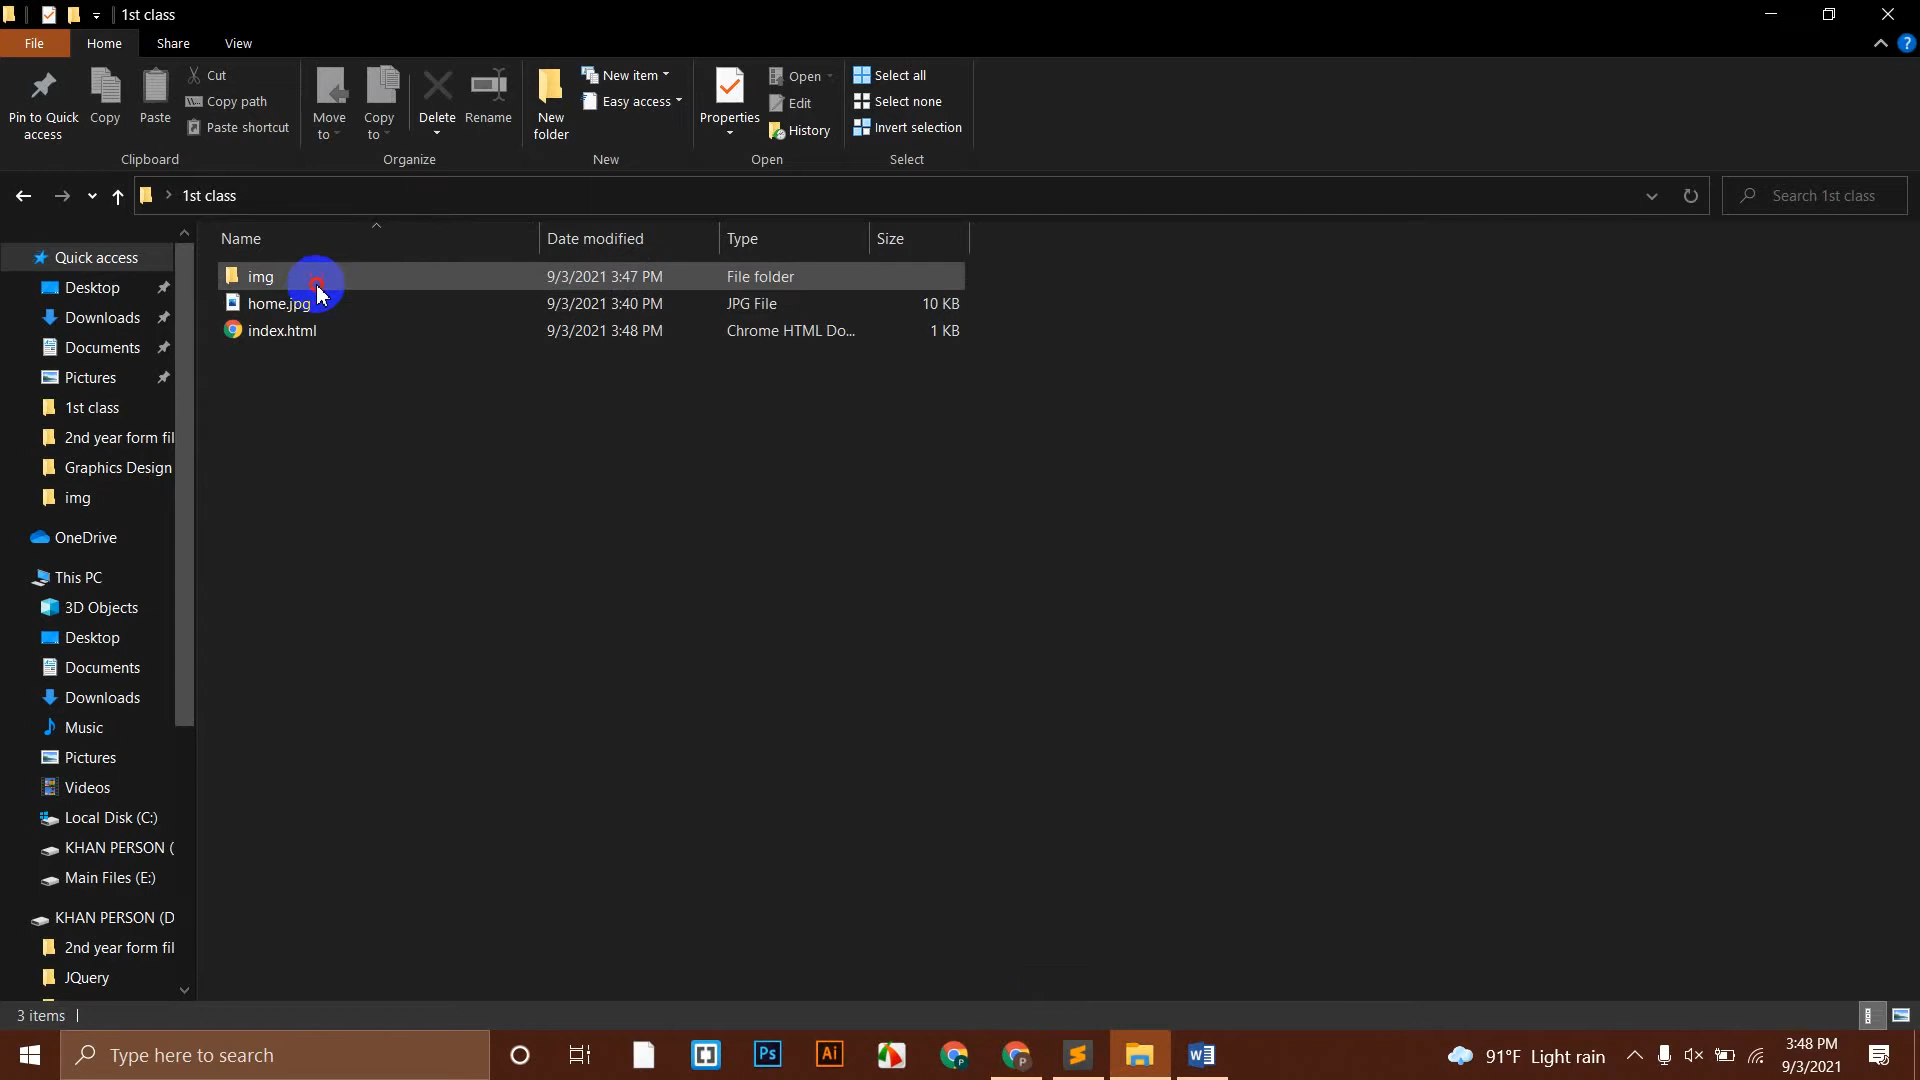 1st class
File Home Share View
Pin to Quick access
Copy
Paste
Cut
Copy path
Paste shortcut
Clipboard
Move to
Copy to
Delete
Rename
Organize
New folder
New item
Easy access
New
Properties
Open
Edit
History
Open
Select all
Select none
Invert selection
Select
1st class
Search 1st class
Name Date modified Type Size
img 9/3/2021 3:47 PM File folder
home.jpg 9/3/2021 3:40 PM JPG File 10 KB
index.html 9/3/2021 3:48 PM Chrome HTML Do... 1 KB
Quick access
Desktop
Downloads
Documents
Pictures
1st class
2nd year form fil
Graphics Design
img
OneDrive
This PC
3D Objects
Desktop
Documents
Downloads
Music
Pictures
Videos
Local Disk (C:)
KHAN PERSON (
Main Files (E:)
KHAN PERSON (D
2nd year form fil
JQuery
3 items
Type here to search
Ps
Ai
91°F Light rain
3:48 PM
9/3/2021